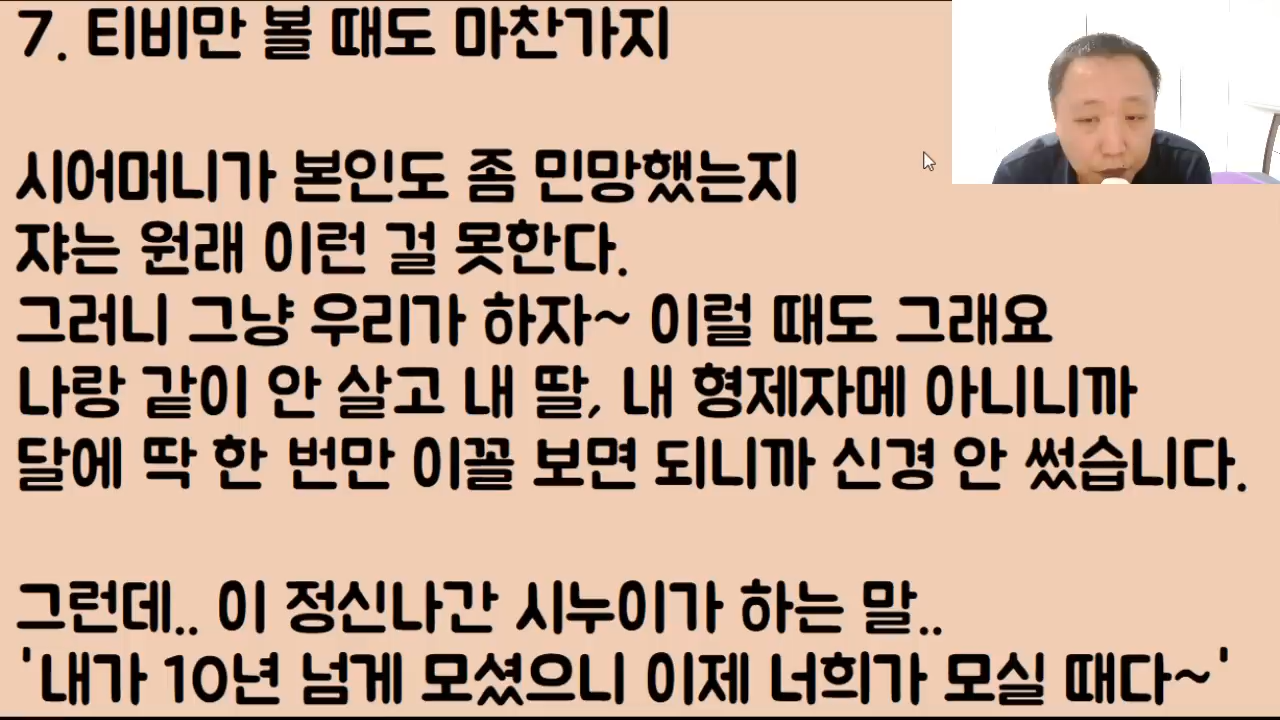 7. 티비만 볼 때도 마찬가지
시어머니가 본인도 좀 민망했는지
쟈는 원래 이런 걸 못한다.
그러니 그냥 우리가 하자~ 이럴 때도 그래요
나랑 같이 안 살고 내 딸, 내 형제자메 아니니까
달에 딱 한 번만 이꼴 보면 되니까 신경 안 썼습니다.
그런데.. 이 정신나간 시누이가 하는 말..
'내가 10년 넘게 모셨으니 이제 너희가 모실 때다~'